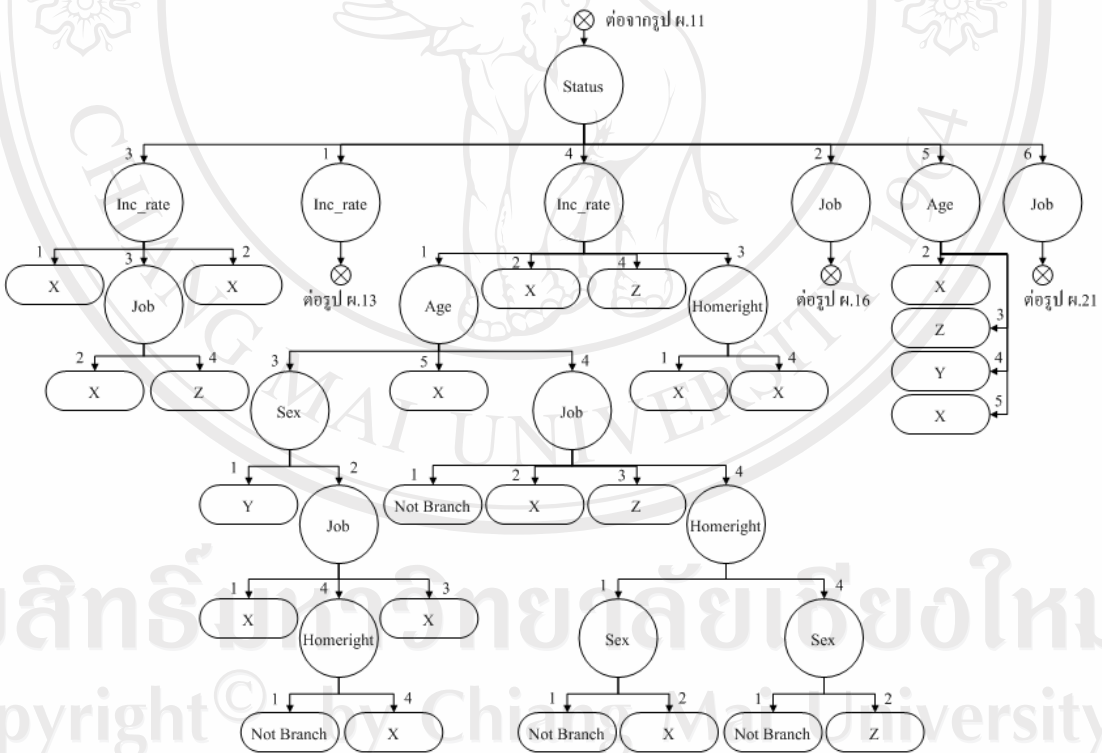 ต่อจากรูป ผ.11
Status
3 1 4 2 5 6
Inc_rate Inc_rate Inc_rate Job Age Job
1 3 2 1 2 4 3 2
X Job X ต่อรูป ผ.13 Age X Z Homeright ต่อรูป ผ.16 X ต่อรูป ผ.21
Z 3
2 4 3 5 4 1 4
X Z Sex X Job X X Y 4
X 5
1 2 1 2 3 4
Y Job Not Branch X Z Homeright
1 4 3 1 4
X Homeright X Sex Sex
1 4 1 2 1 2
Not Branch X Not Branch X Not Branch Z
CHIANG MAI UNIVERSITY 1964
ลิขสิทธิ์มหาวิทยาลัยเชียงใหม่
Copyright © by Chiang Mai University